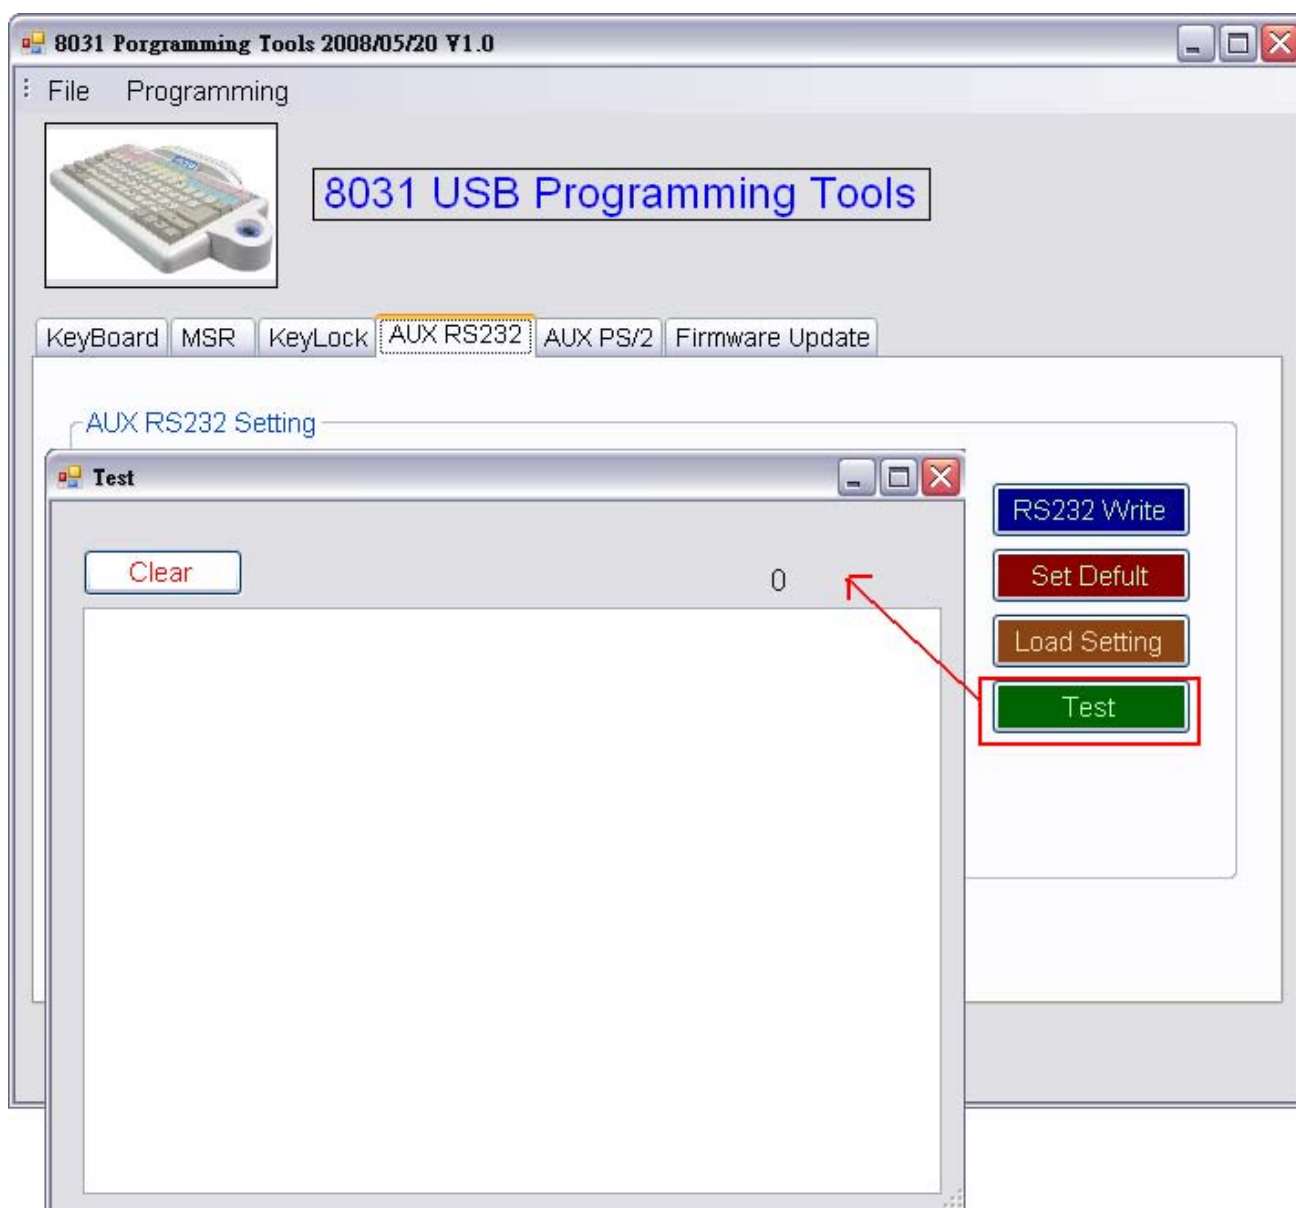 8031 Porgramming Tools 2008/05/20 V1.0
File Programming
8031 USB Programming Tools
KeyBoard MSR KeyLock AUX RS232 AUX PS/2 Firmware Update
AUX RS232 Setting
Test
Clear
0
RS232 Write
Set Defult
Load Setting
Test